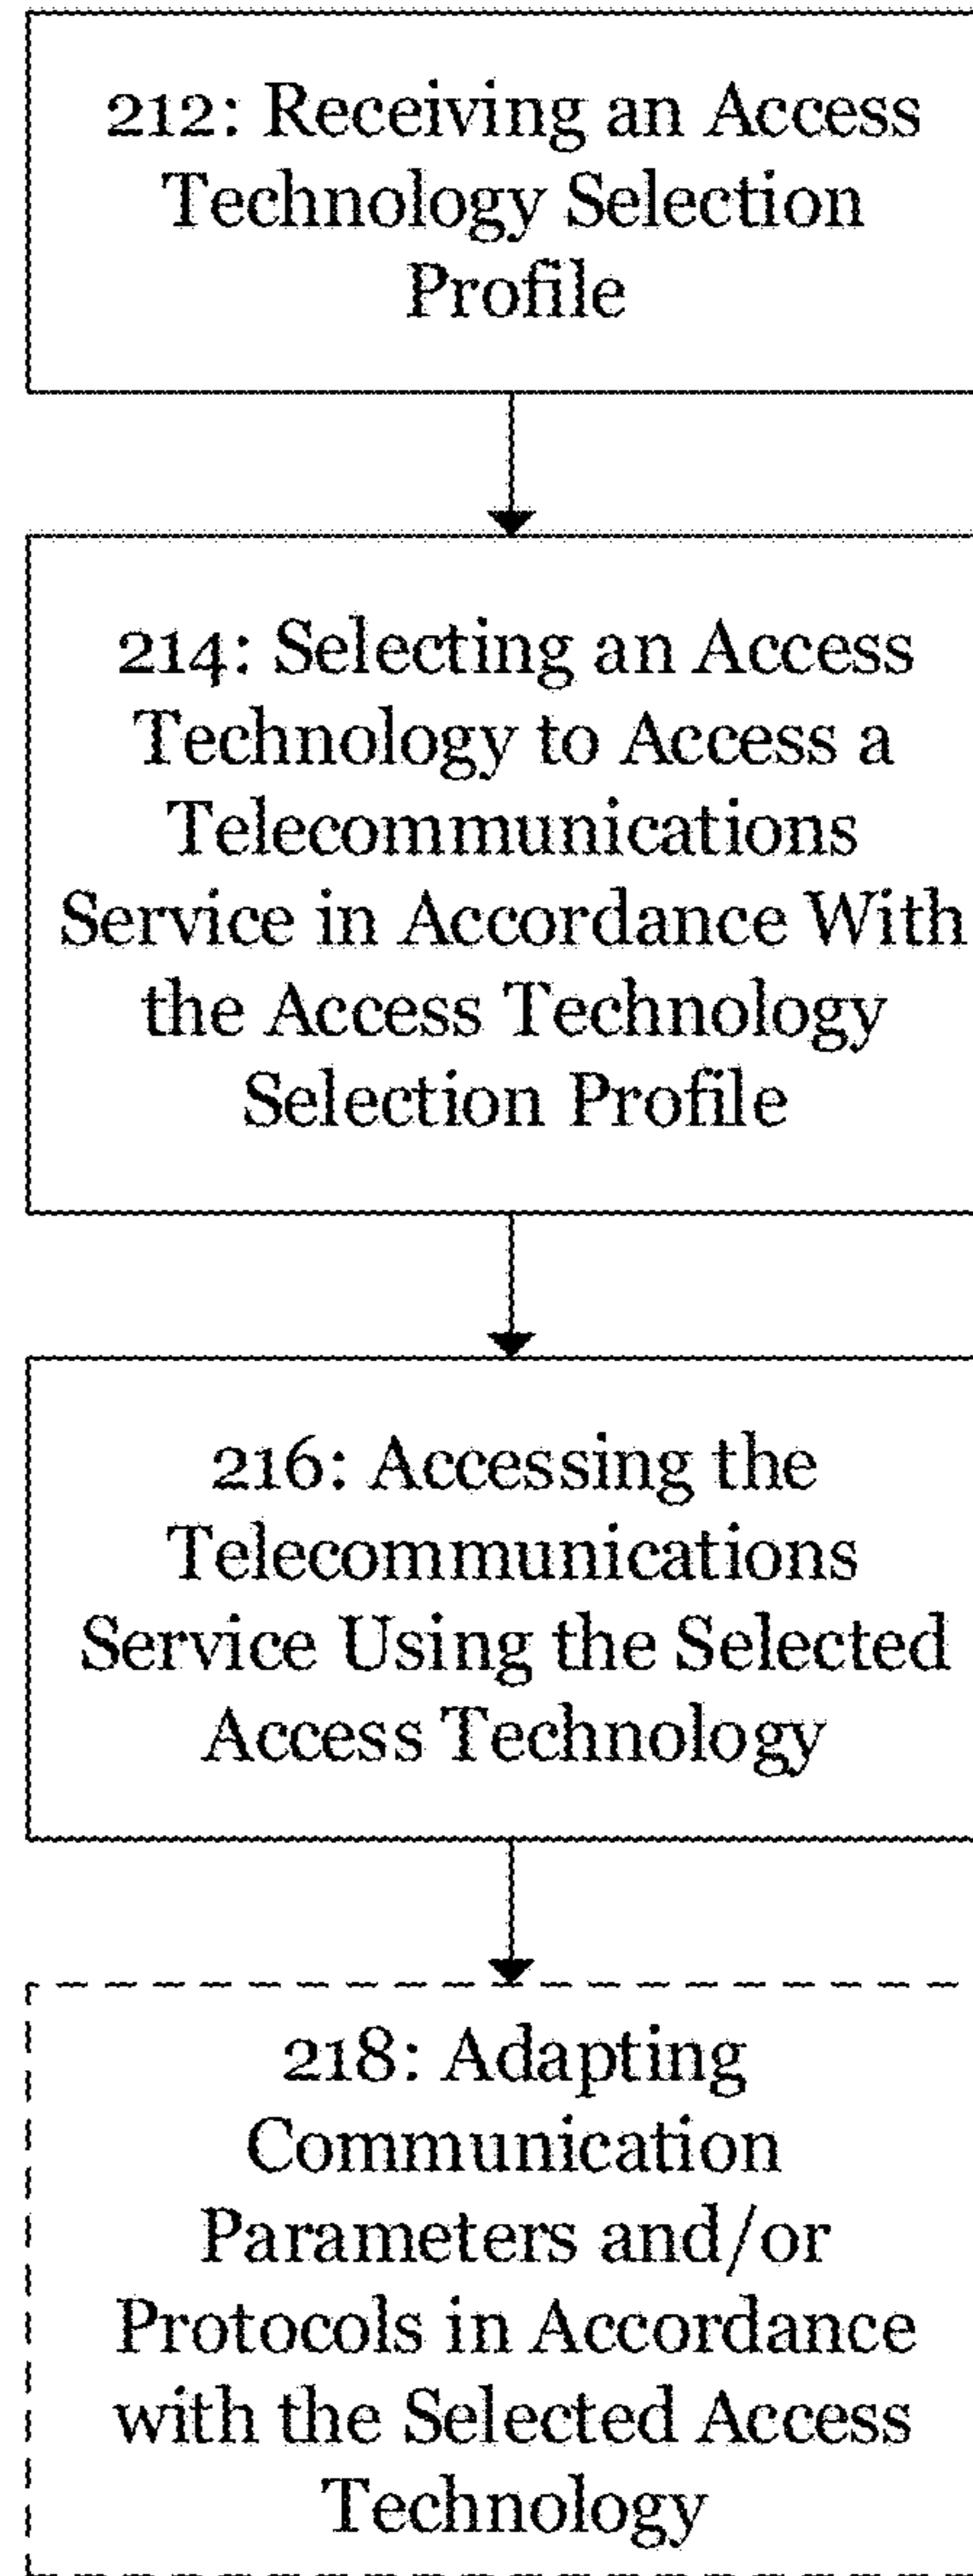 212: Receiving an Access
Technology Selection
Profile
214: Selecting an Access
Technology to Access a
Telecommunications
Service in Accordance With
the Access Technology
Selection Profile
216: Accessing the
Telecommunications
Service Using the Selected
Access Technology
218: Adapting
Communication
Parameters and/or
Protocols in Accordance
with the Selected Access
Technology